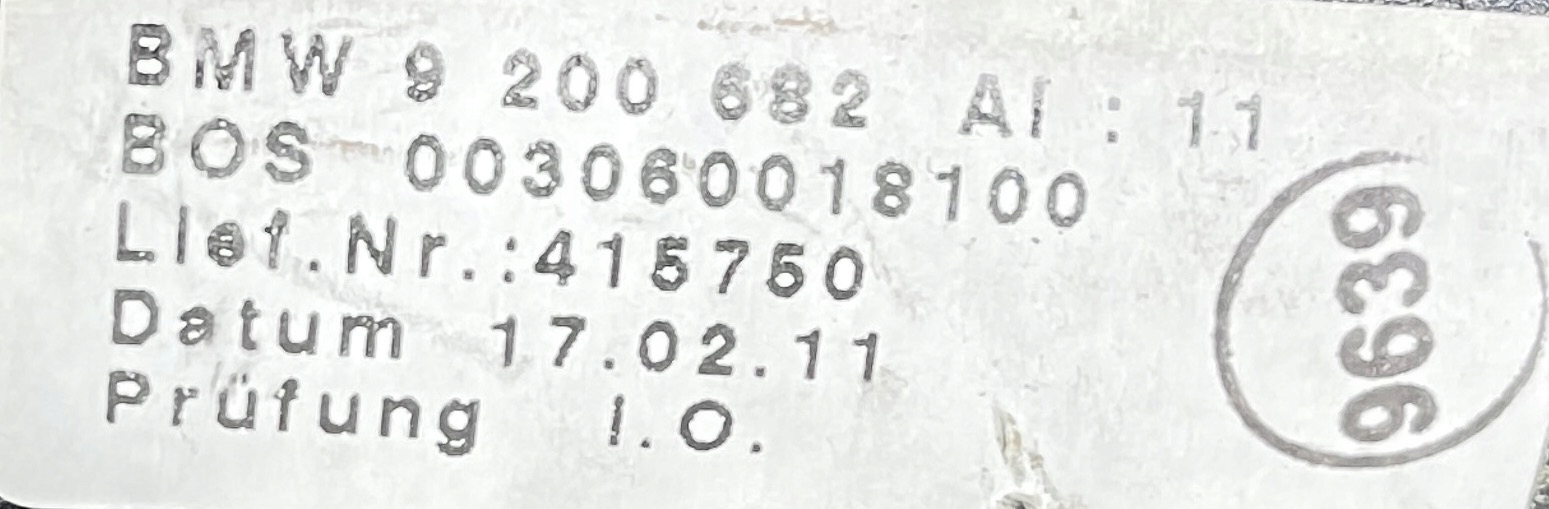 BMW 9 200 682 AI : 11
BOS 003060018100
Lief.Nr.:415750
Datum 17.02.11
Prüfung I.O.
9639